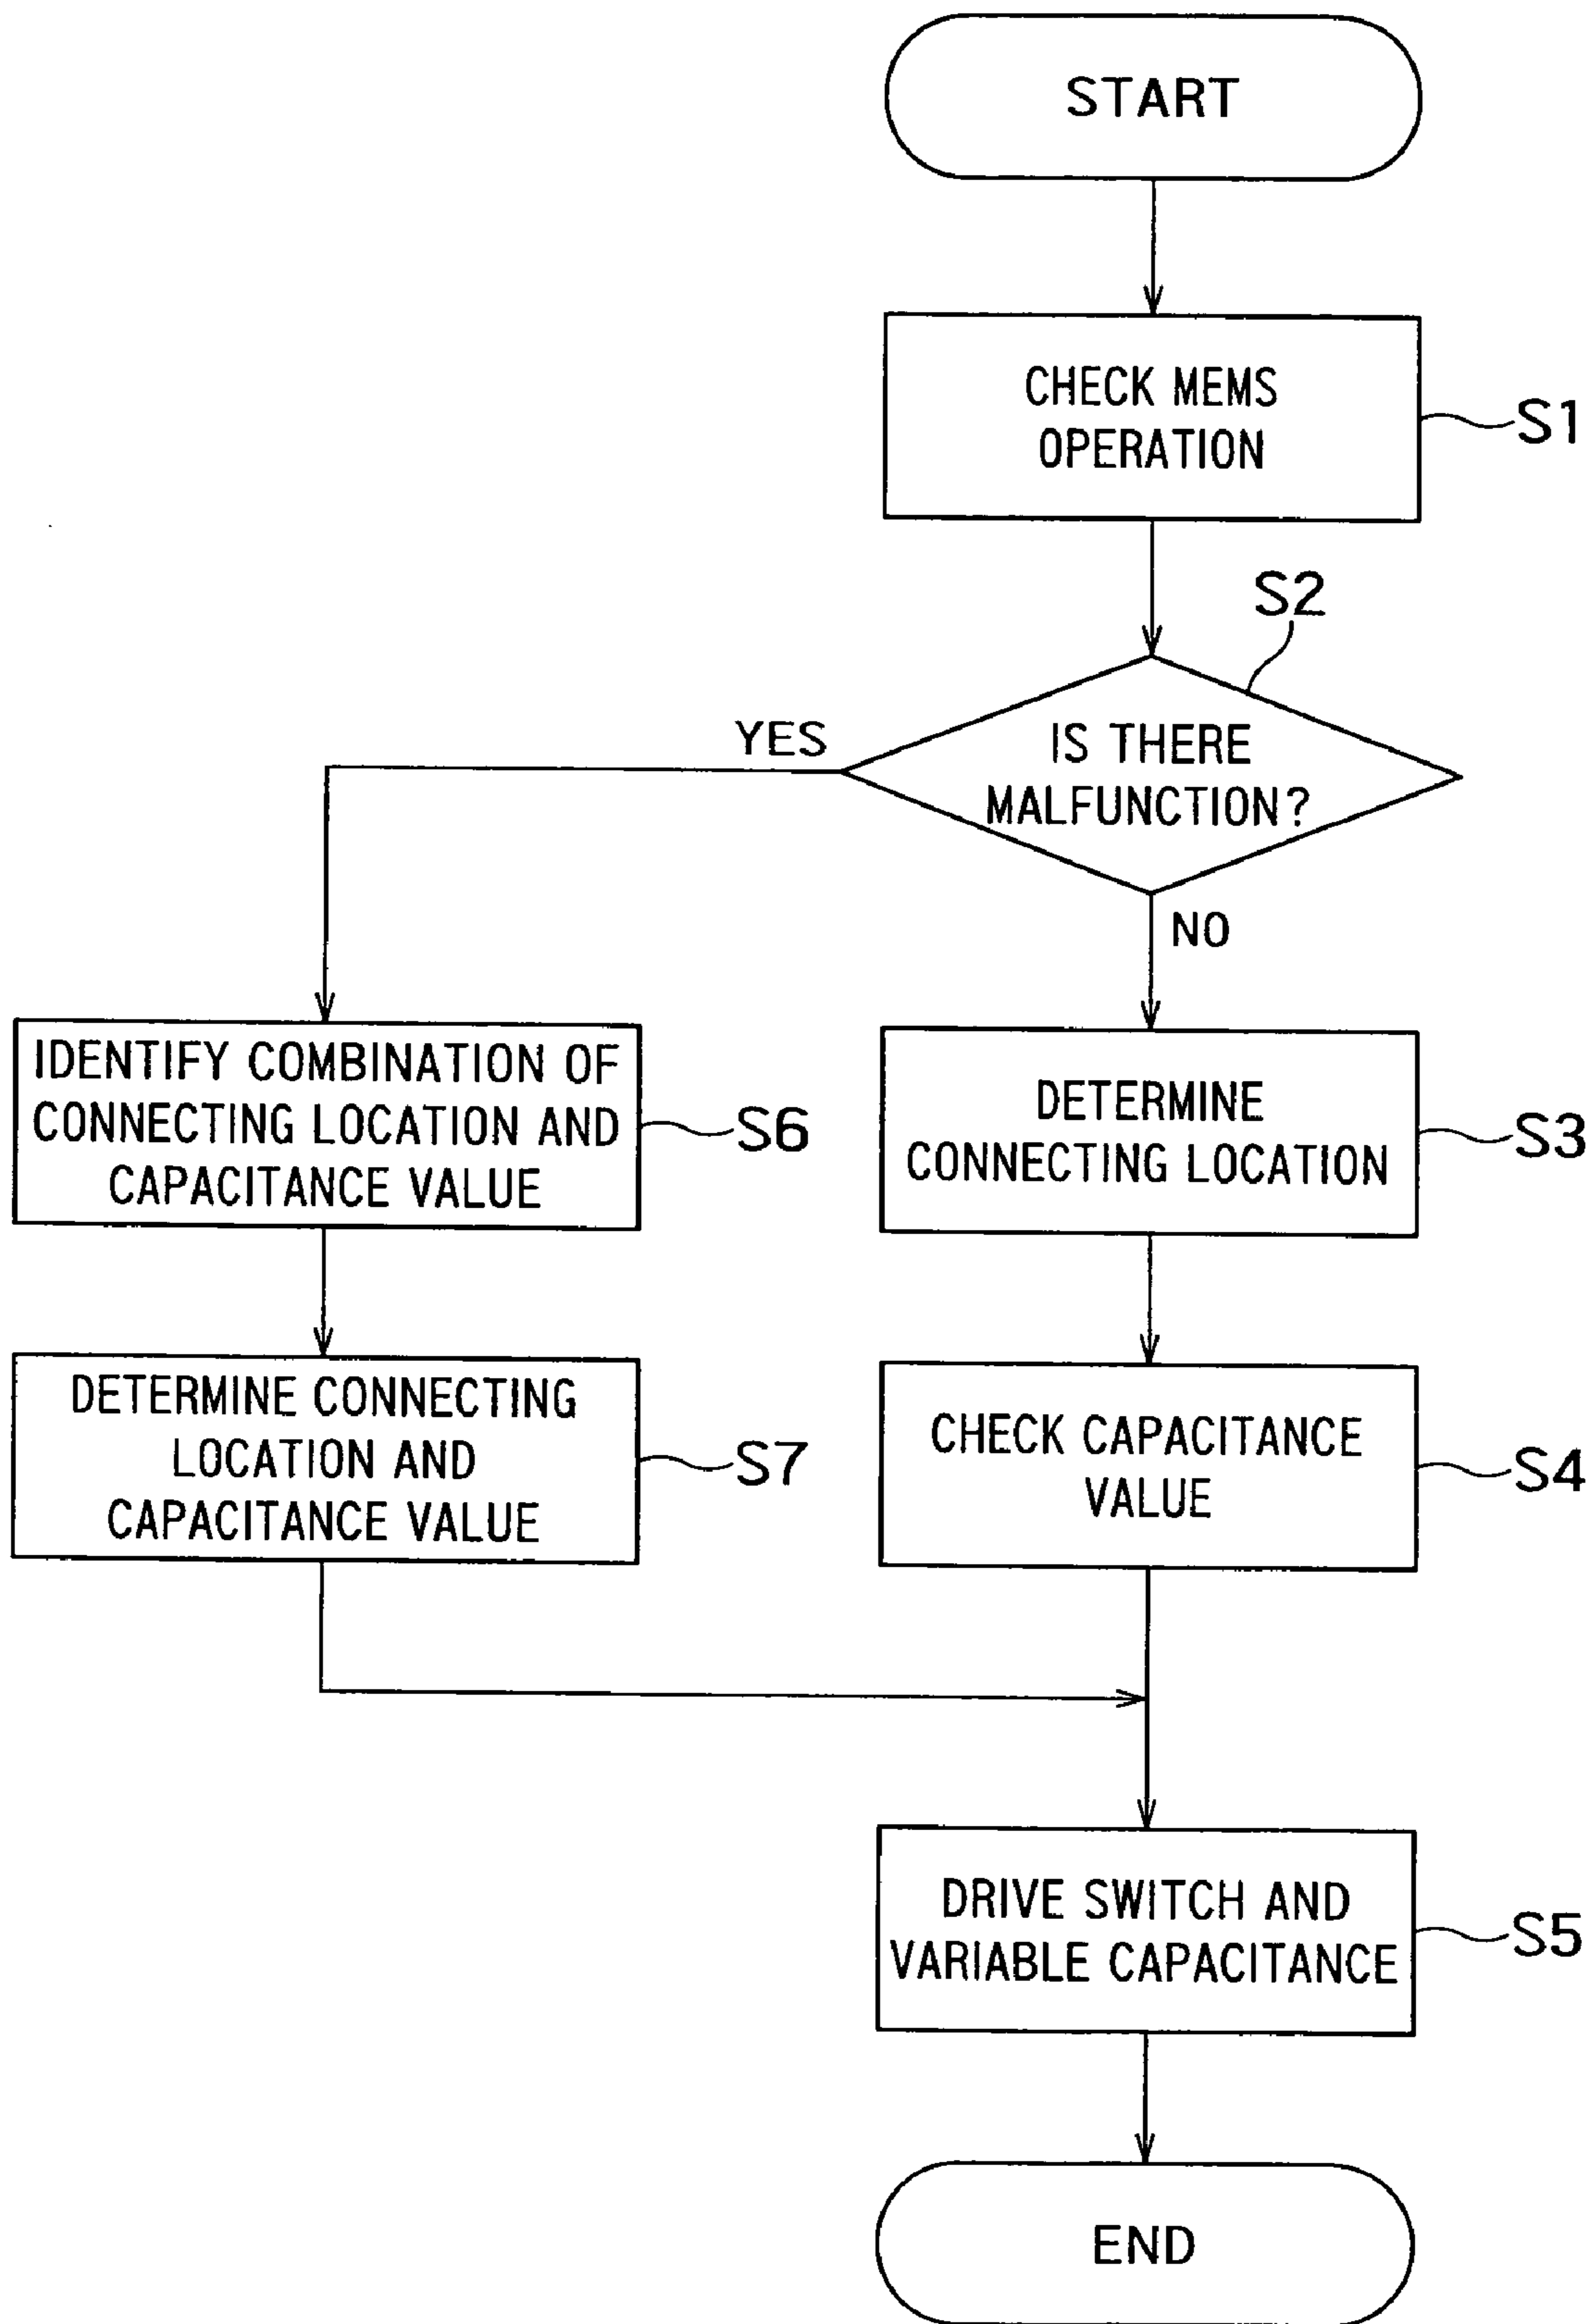 START
CHECK MEMS
OPERATION
S1
S2
IS THERE
MALFUNCTION?
YES
NO
IDENTIFY COMBINATION OF
CONNECTING LOCATION AND
CAPACITANCE VALUE
S6
DETERMINE
CONNECTING LOCATION
S3
DETERMINE CONNECTING
LOCATION AND
CAPACITANCE VALUE
S7
CHECK CAPACITANCE
VALUE
S4
DRIVE SWITCH AND
VARIABLE CAPACITANCE
S5
END